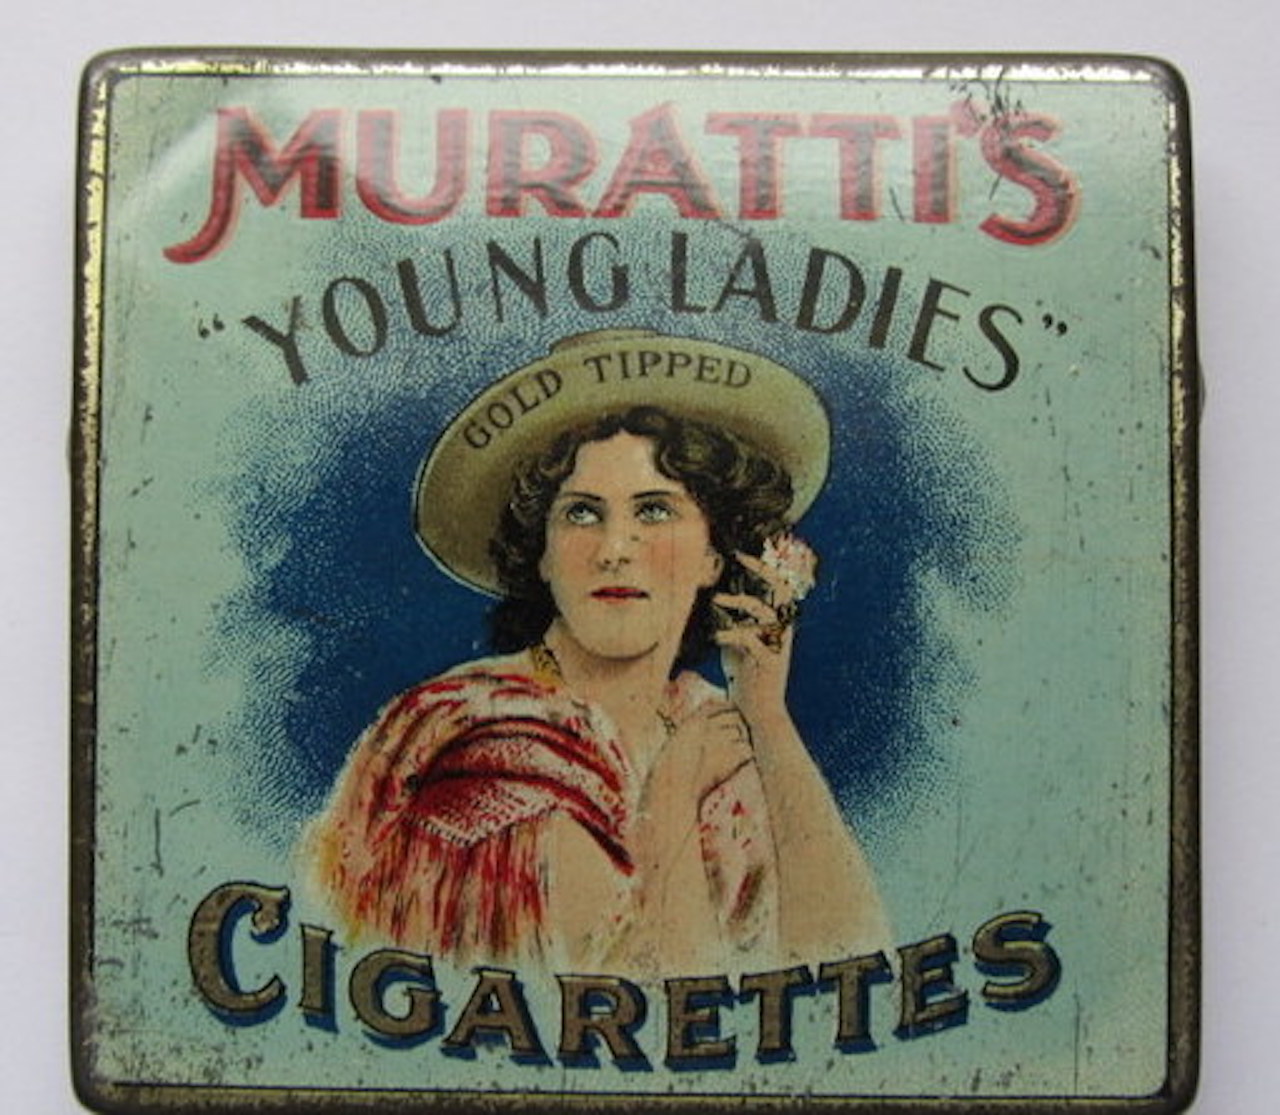 MURATTI'S
"YOUNG LADIES"
GOLD TIPPED
CIGARETTES